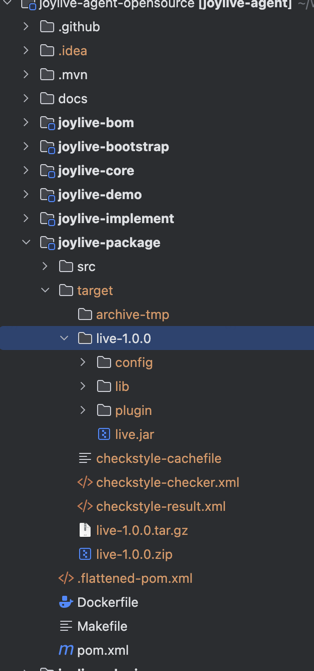 joylive-agent-opensource [joylive-agent]
.github
.idea
.mvn
docs
joylive-bom
joylive-bootstrap
joylive-core
joylive-demo
joylive-implement
joylive-package
src
target
archive-tmp
live-1.0.0
config
lib
plugin
live.jar
checkstyle-cachefile
checkstyle-checker.xml
checkstyle-result.xml
live-1.0.0.tar.gz
live-1.0.0.zip
.flattened-pom.xml
Dockerfile
Makefile
pom.xml